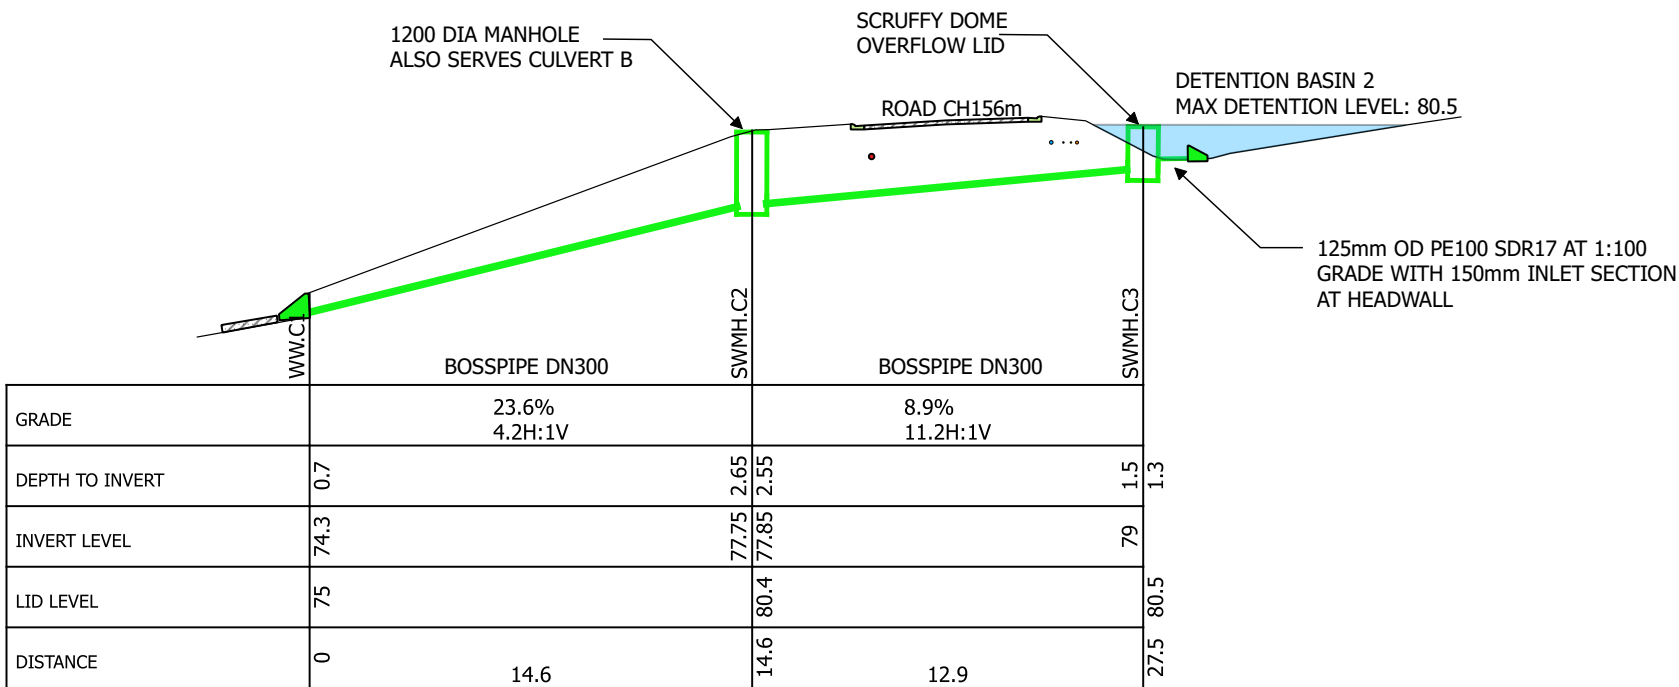 1200 DIA MANHOLE
ALSO SERVES CULVERT B
SCRUFFY DOME
OVERFLOW LID
DETENTION BASIN 2
MAX DETENTION LEVEL: 80.5
ROAD CH156m
125mm OD PE100 SDR17 AT 1:100
GRADE WITH 150mm INLET SECTION
AT HEADWALL
WW.C1
SWMH.C2
SWMH.C3
BOSSPIPE DN300
BOSSPIPE DN300
GRADE
23.6%
4.2H:1V
8.9%
11.2H:1V
DEPTH TO INVERT
0.7
2.65
2.55
1.5
1.3
INVERT LEVEL
74.3
77.75
77.85
79
LID LEVEL
75
80.4
80.5
DISTANCE
0
14.6
14.6
12.9
27.5